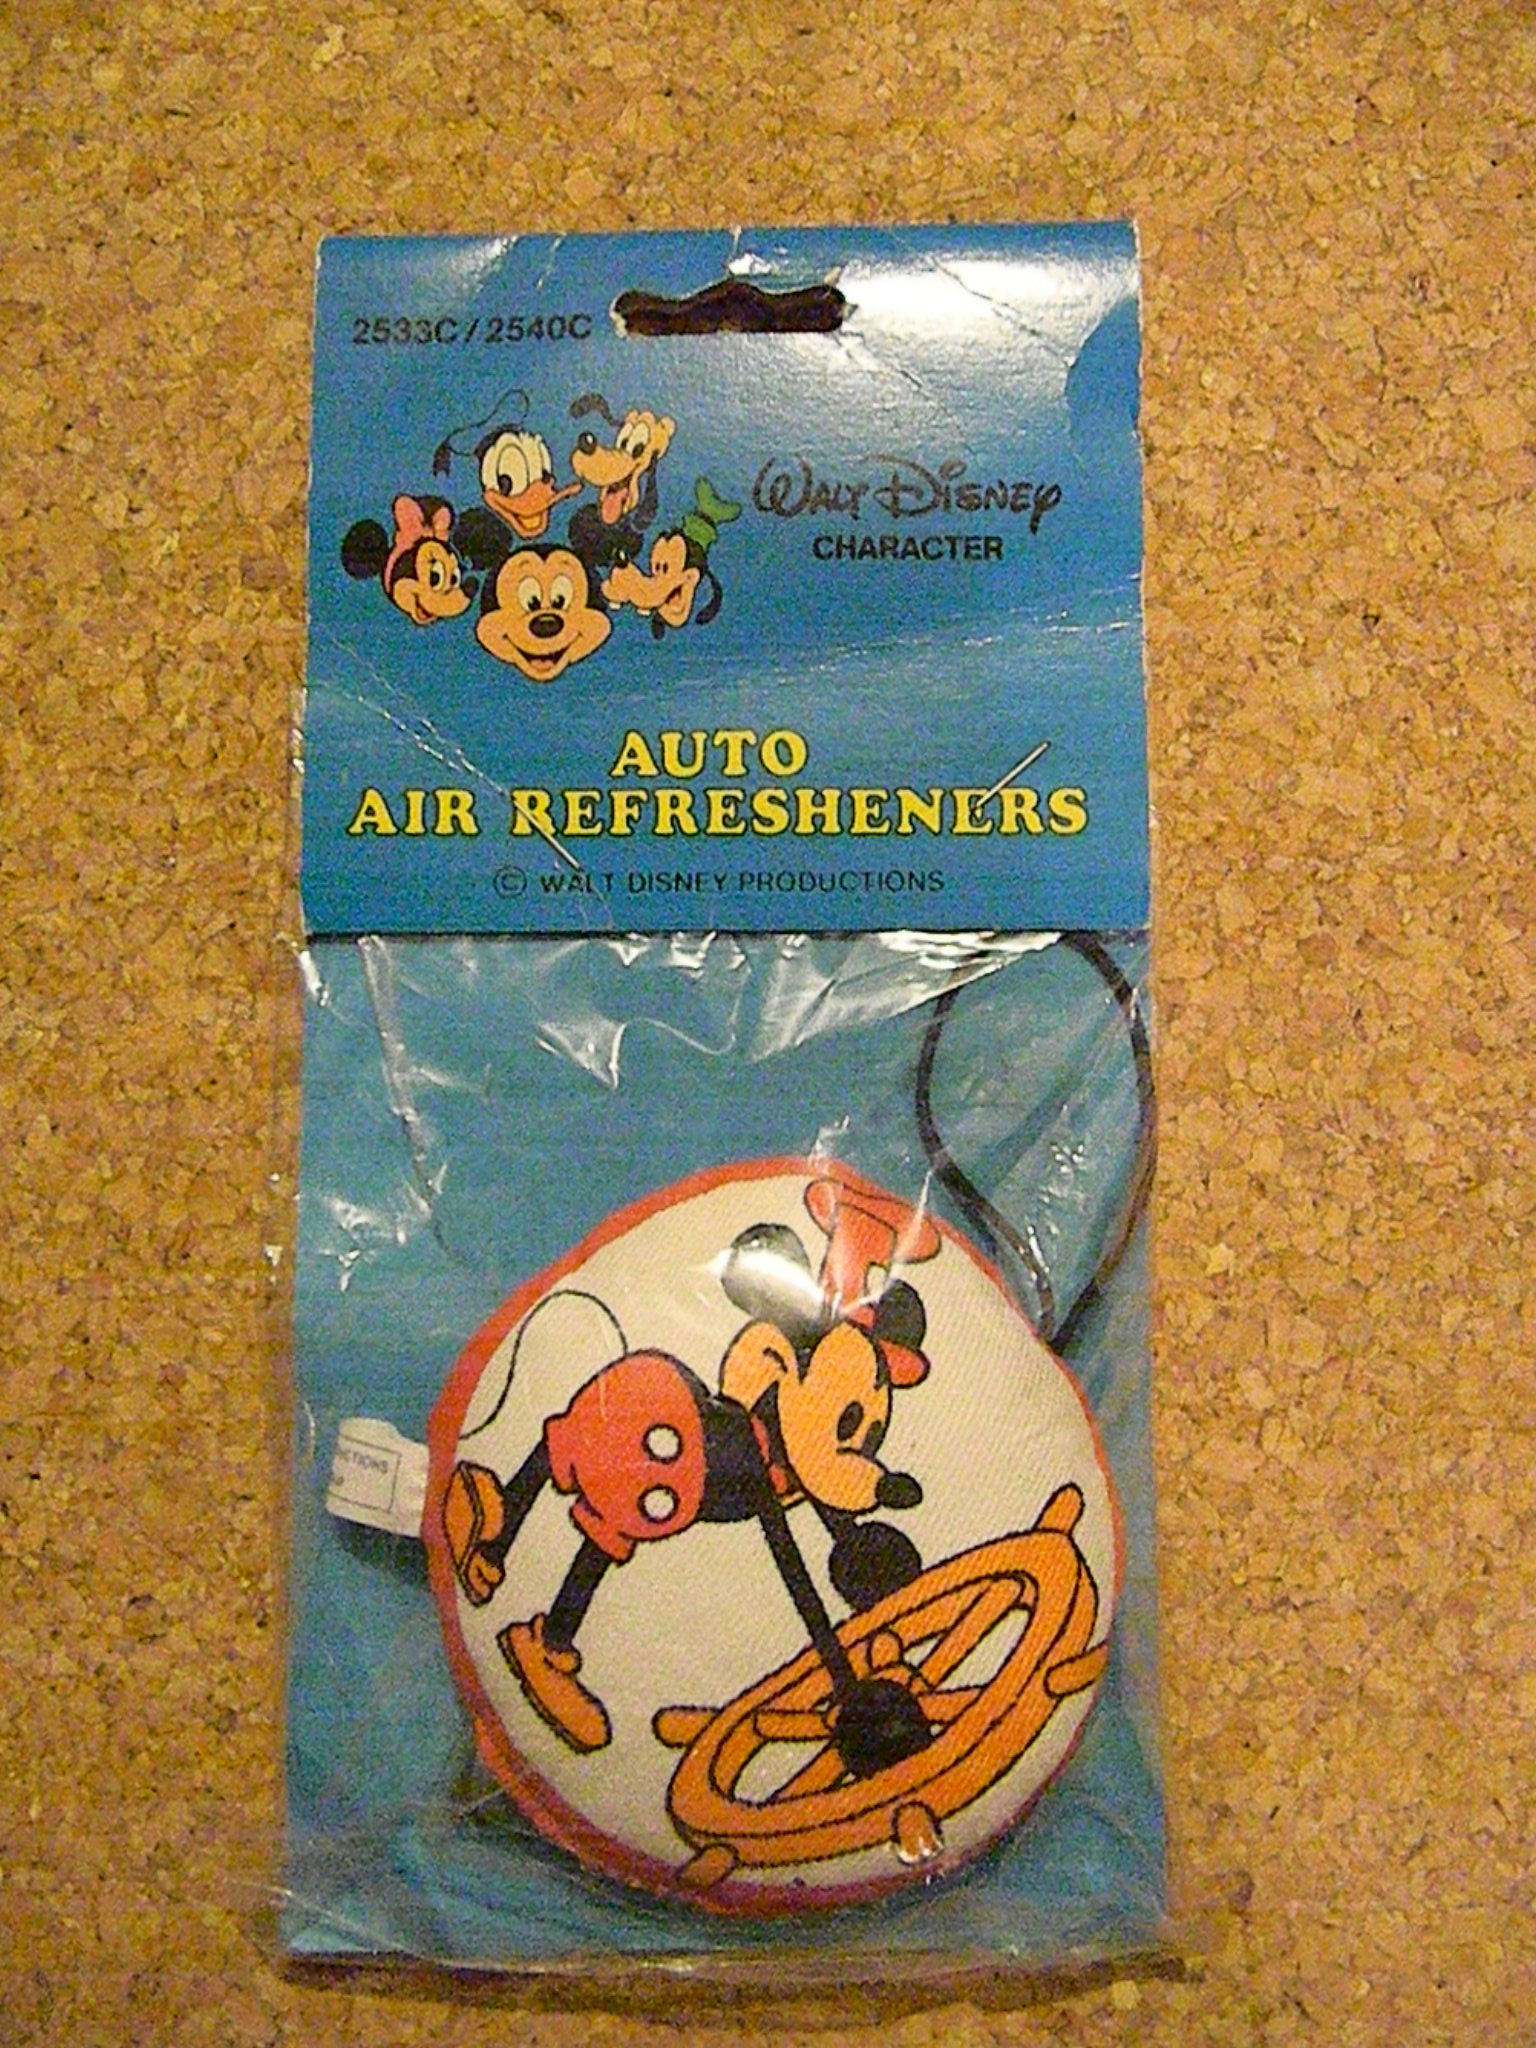 2533C/2540C
WALT DISNEY
CHARACTER
AUTO
AIR REFRESHENERS
© WALT DISNEY PRODUCTIONS